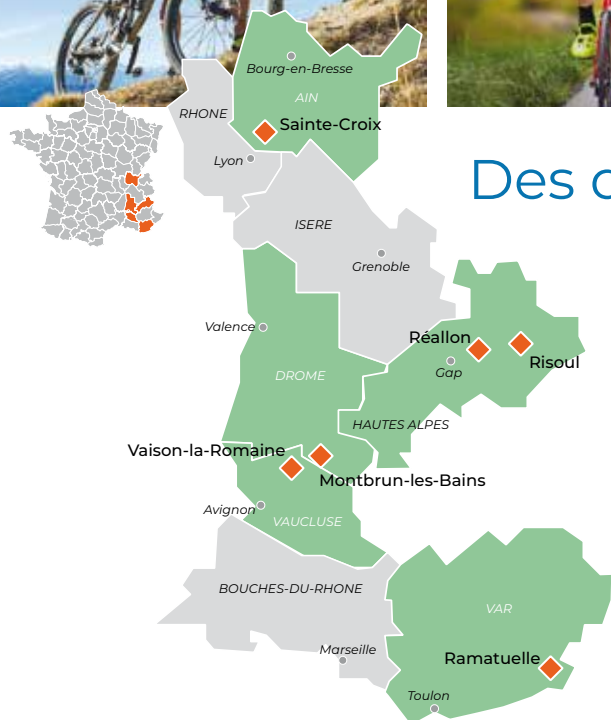 Bourg-en-Bresse
AIN
RHONE
Sainte-Croix
Lyon
Des
ISERE
Grenoble
Valence
Réallon
Risoul
Gap
DROME
HAUTES ALPES
Vaison-la-Romaine
Montbrun-les-Bains
Avignon
VAUCLUSE
BOUCHES-DU-RHONE
VAR
Marseille
Ramatuelle
Toulon